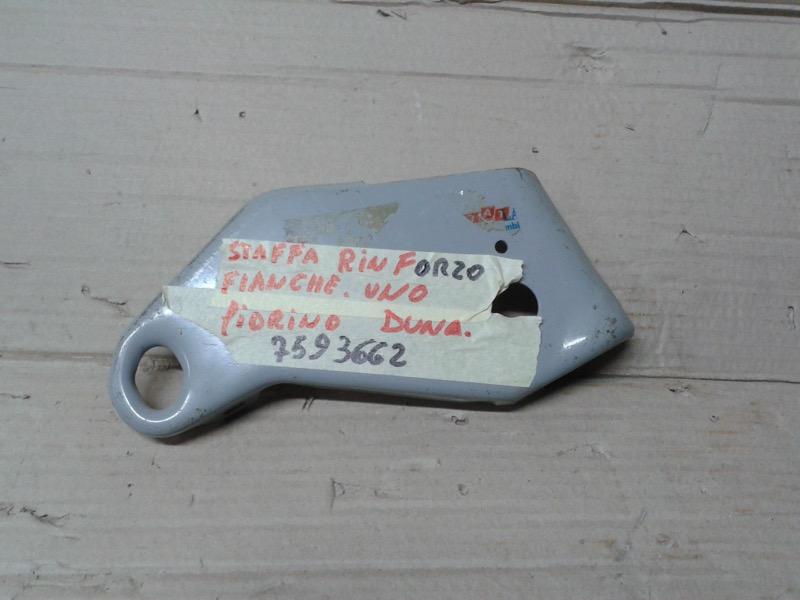 STAFFA RINFORZO
FIANCHE. UNO
FIORINO DUNA.
7593662